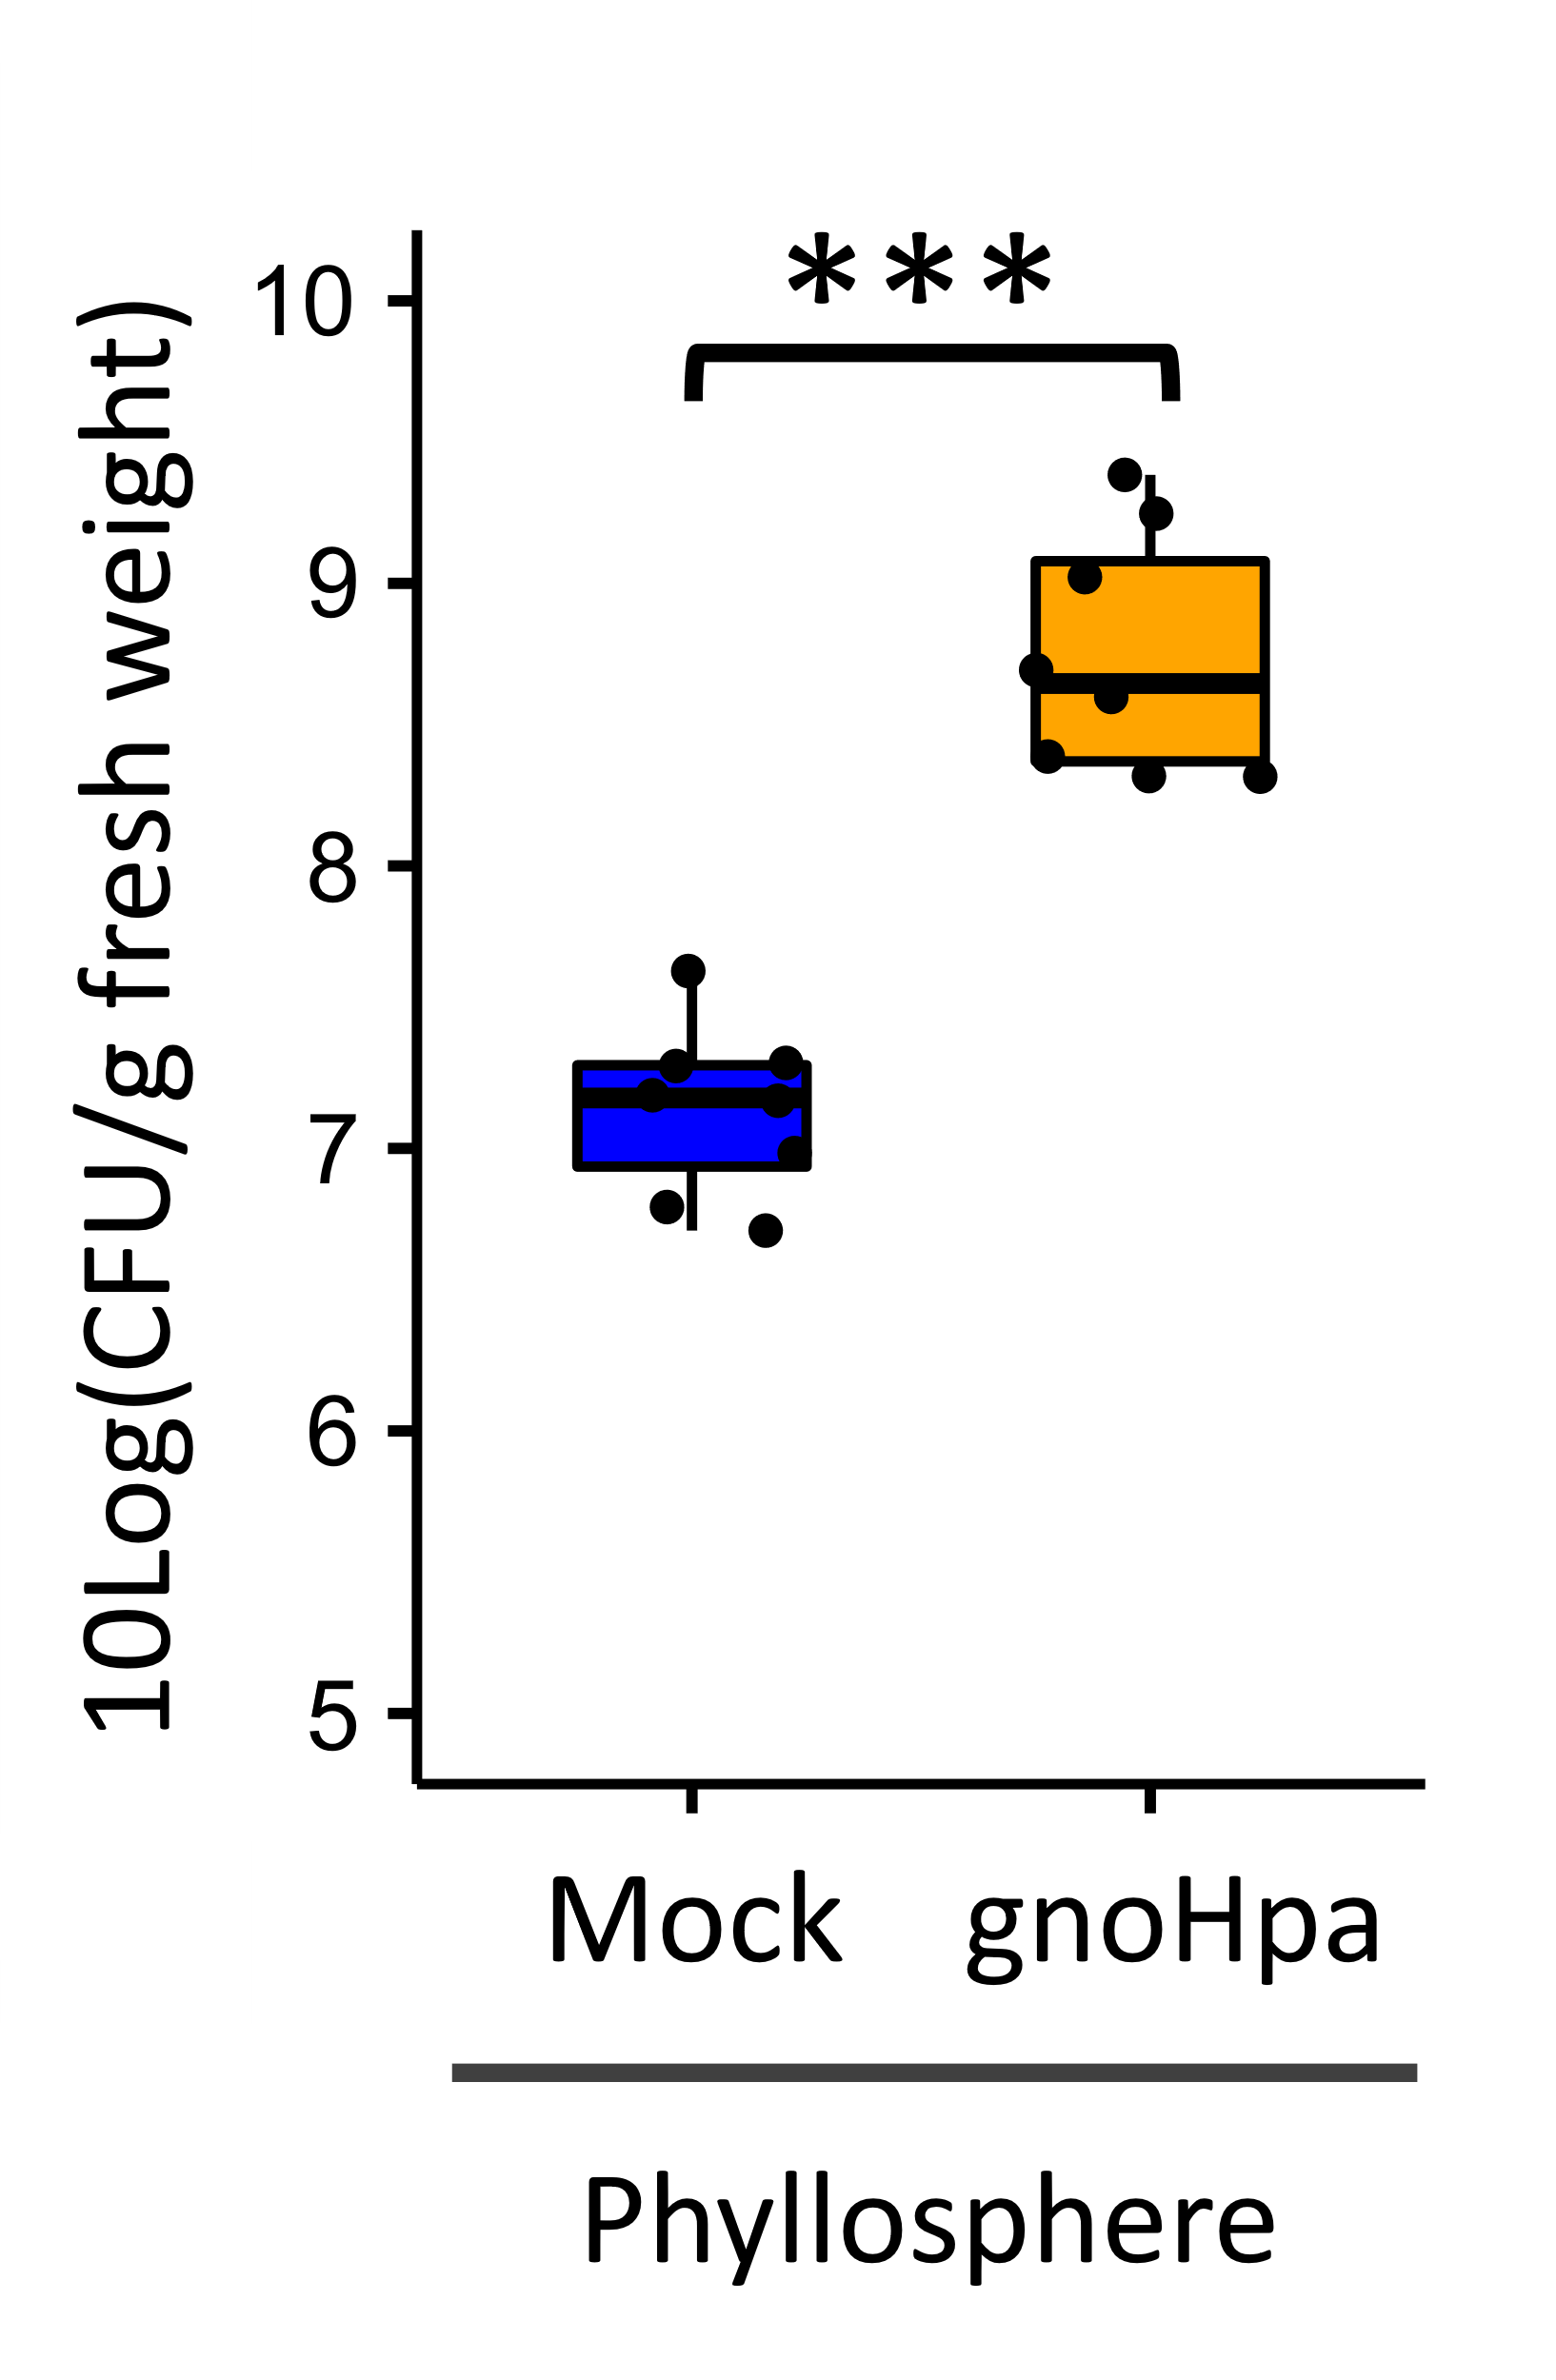 10Log(CFU/g fresh weight)
10
9
8
7
6
5
***
Mock gnoHpa
Phyllosphere